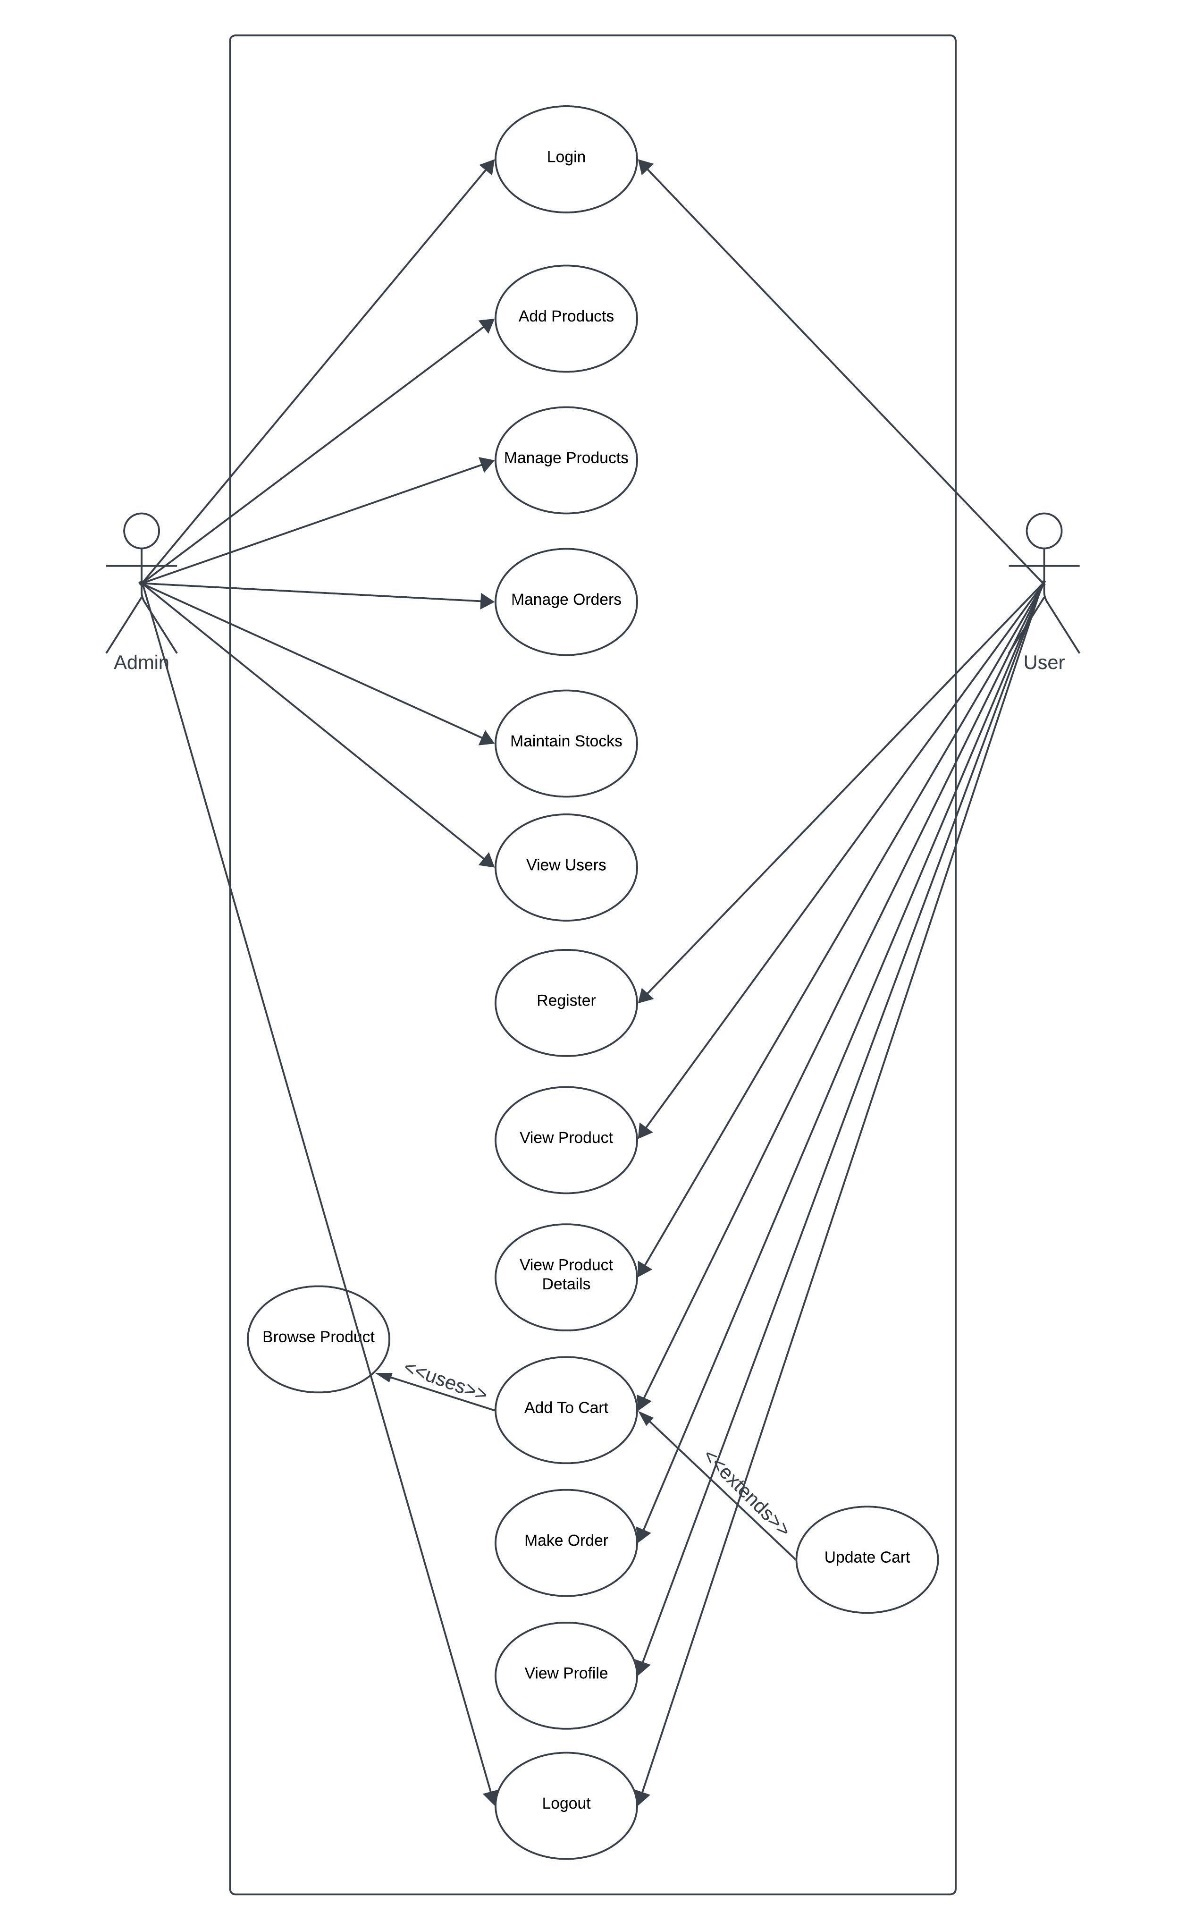 Login
Add Products
Manage Products
Manage Orders
Admin
User
Maintain Stocks
View Users
Register
View Product
View Product
Details
Browse Product
<<uses>>
Add To Cart
<<extends>>
Make Order
Update Cart
View Profile
Logout